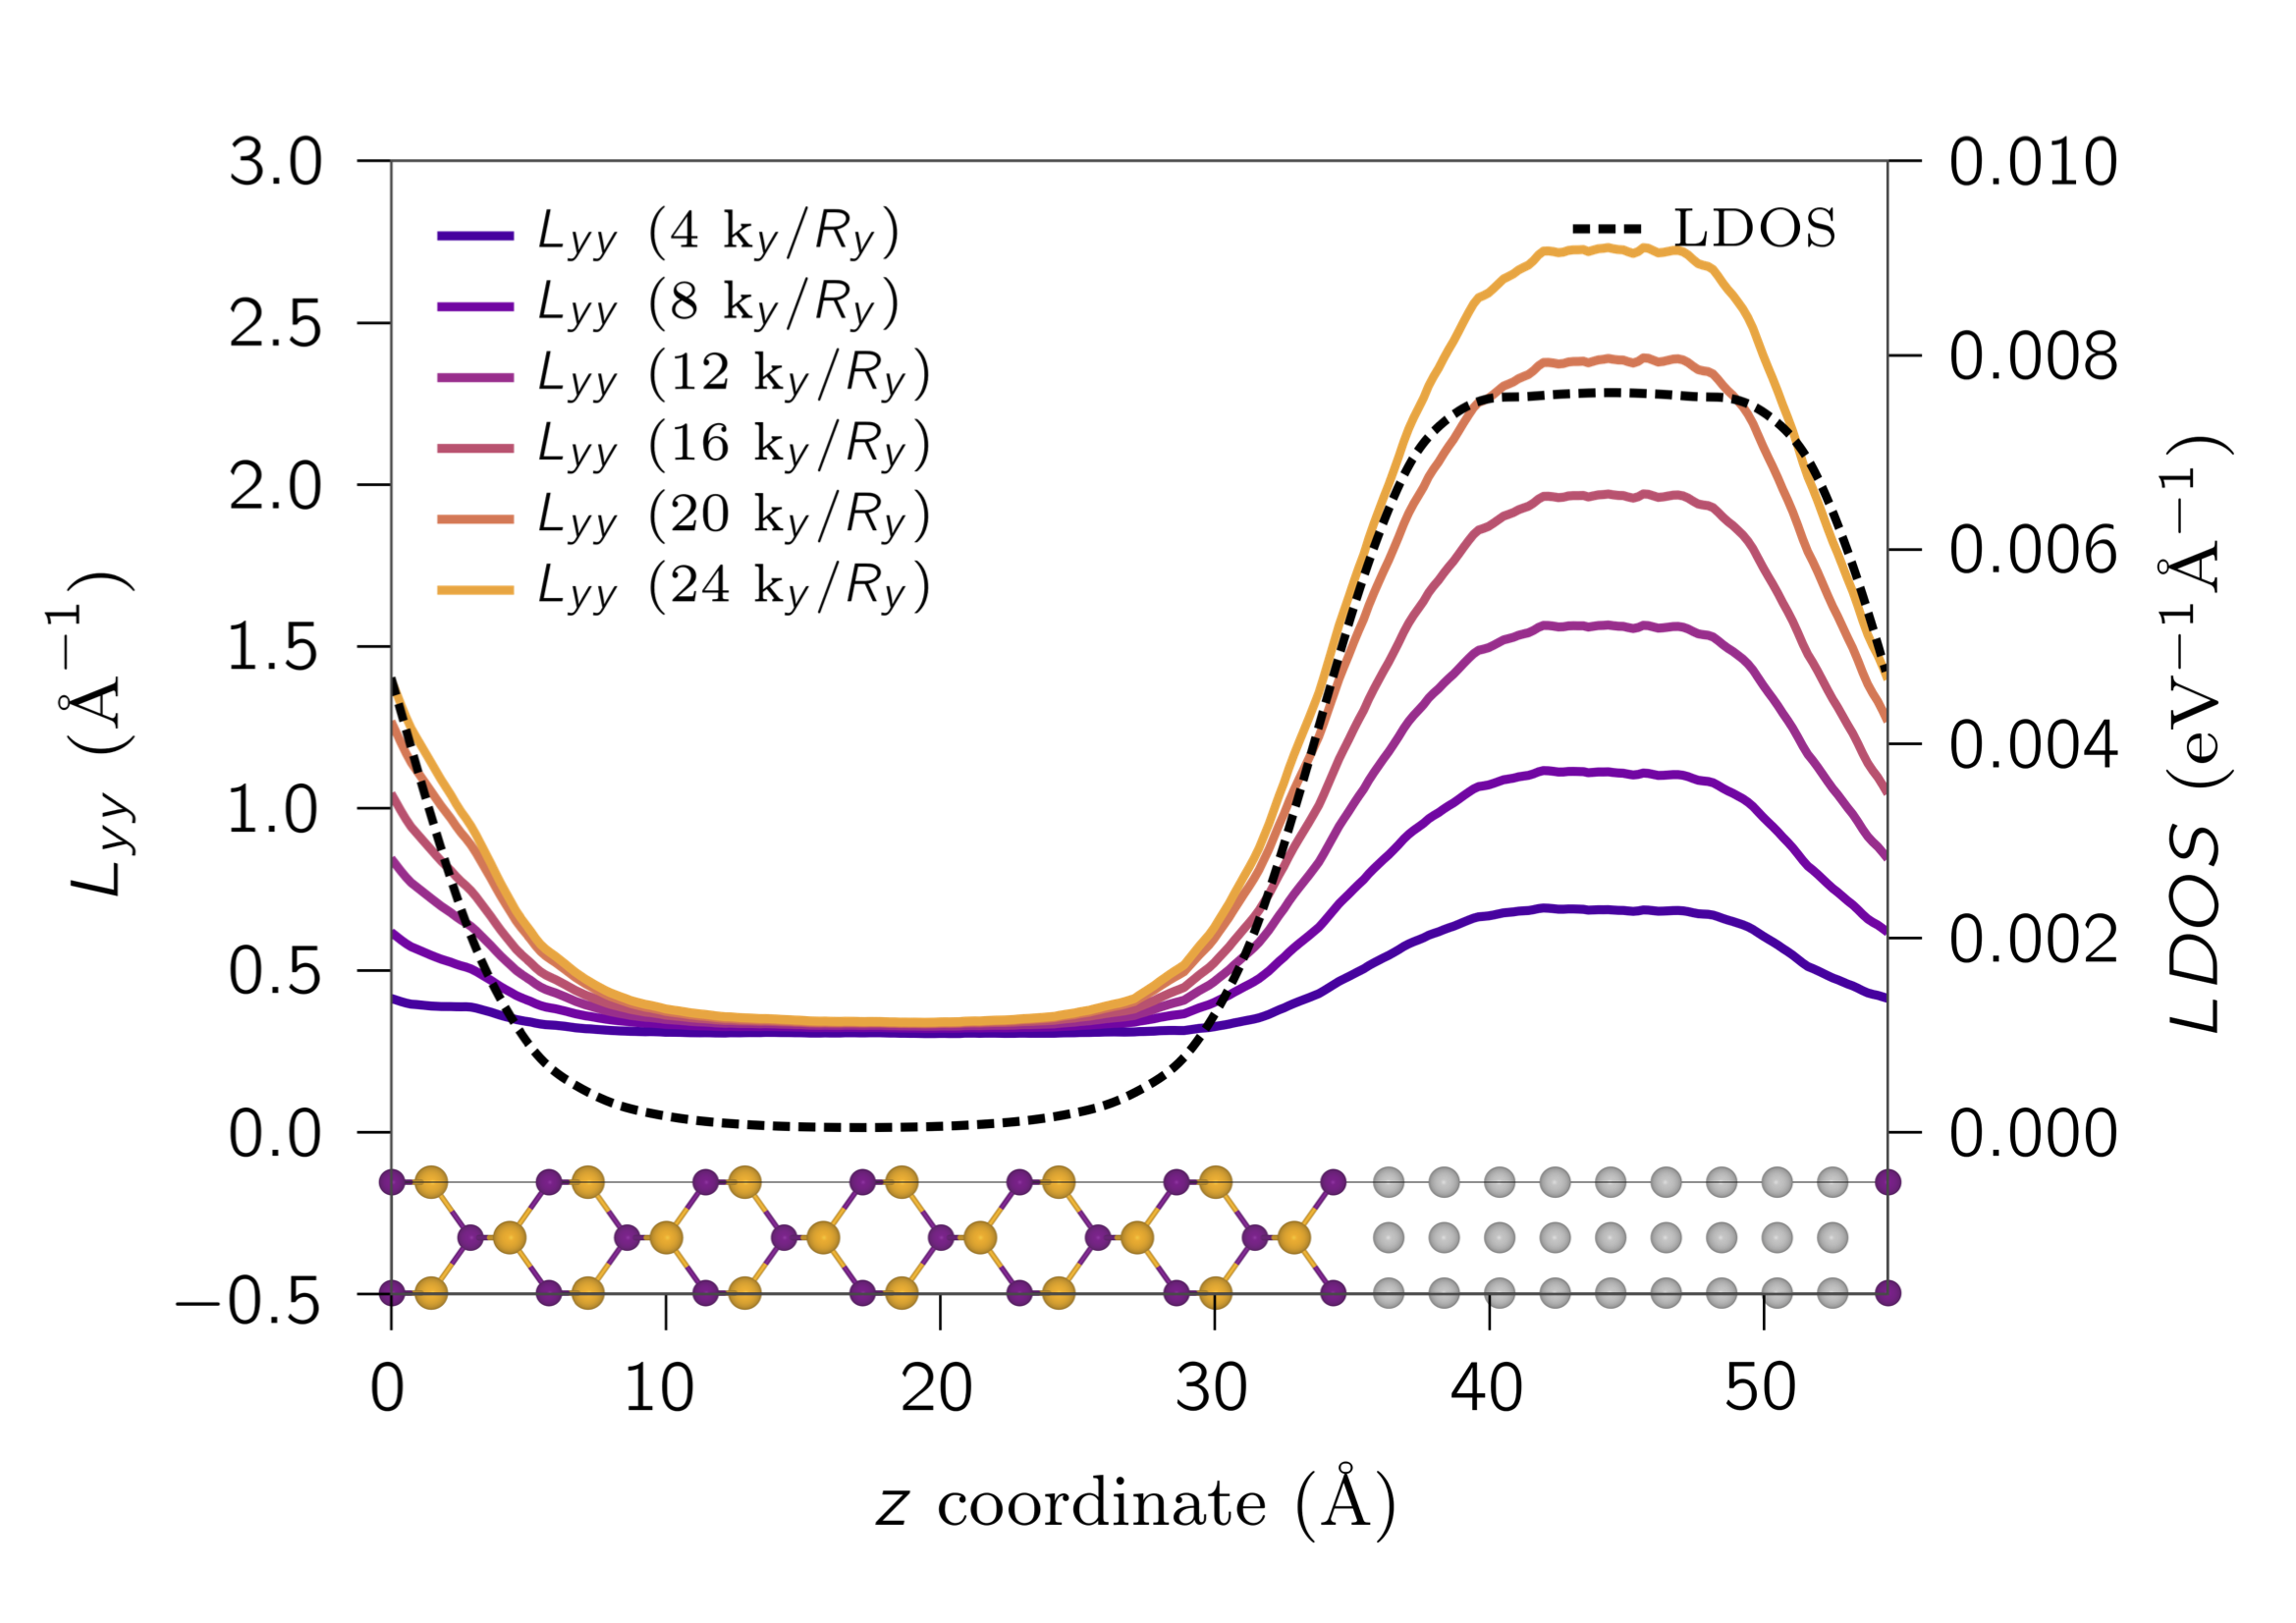 3.0
2.5
2.0
1.5
1.0
0.5
0.0
−0.5
L_yy (Å⁻¹)
L_yy (4 k_y/R_y)
L_yy (8 k_y/R_y)
L_yy (12 k_y/R_y)
L_yy (16 k_y/R_y)
L_yy (20 k_y/R_y)
L_yy (24 k_y/R_y)
LDOS
0.010
0.008
0.006
0.004
0.002
0.000
LDOS (eV⁻¹Å⁻¹)
0 10 20 30 40 50
z coordinate (Å)